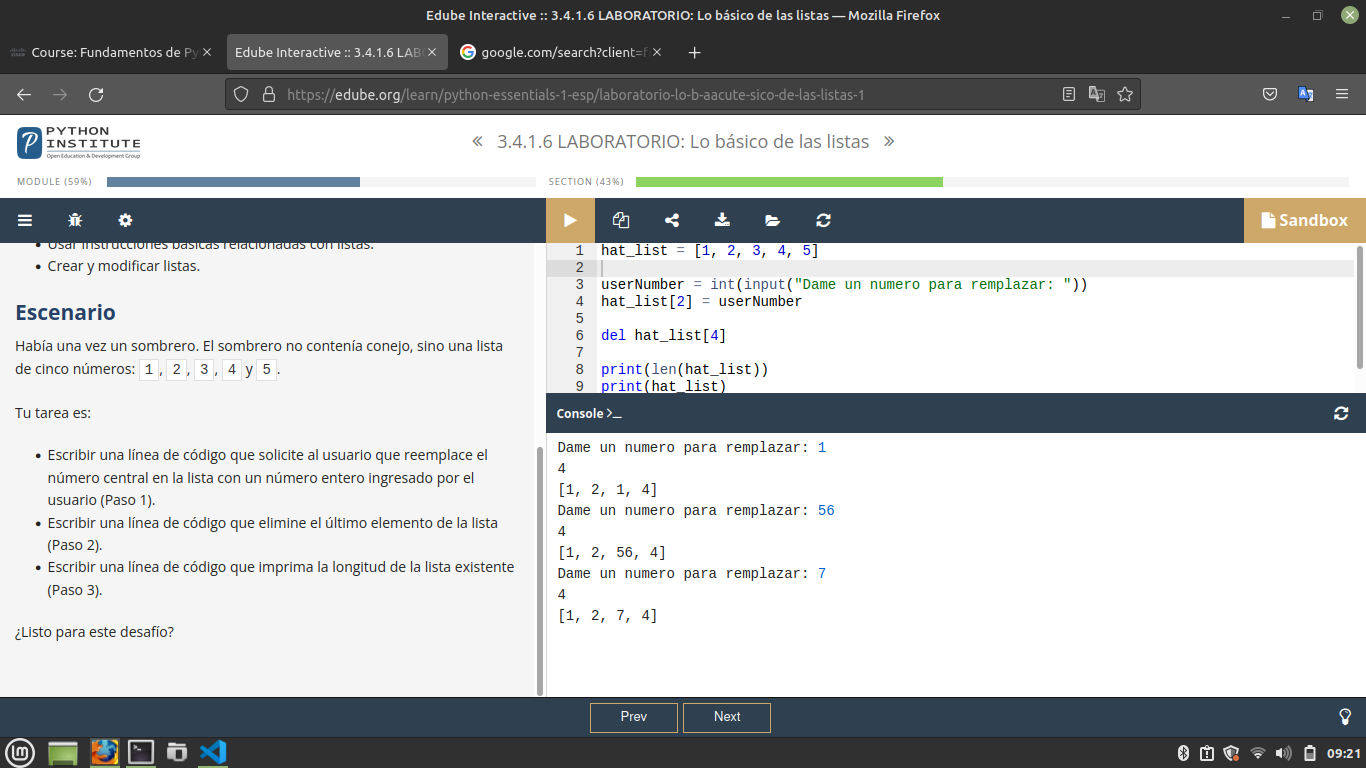 Edube Interactive :: 3.4.1.6 LABORATORIO: Lo básico de las listas — Mozilla Firefox
Course: Fundamentos de Py
Edube Interactive :: 3.4.1.6 LAB
google.com/search?client=f
https://edube.org/learn/python-essentials-1-esp/laboratorio-lo-b-aacute-sico-de-las-listas-1
PYTHON
INSTITUTE
Open Education & Development Group
« 3.4.1.6 LABORATORIO: Lo básico de las listas »
MODULE (59%)
SECTION (43%)
Sandbox
• Usar instrucciones básicas relacionadas con listas.
• Crear y modificar listas.
Escenario
Había una vez un sombrero. El sombrero no contenía conejo, sino una lista
de cinco números: 1, 2, 3, 4 y 5.
Tu tarea es:
• Escribir una línea de código que solicite al usuario que reemplace el
número central en la lista con un número entero ingresado por el
usuario (Paso 1).
• Escribir una línea de código que elimine el último elemento de la lista
(Paso 2).
• Escribir una línea de código que imprima la longitud de la lista existente
(Paso 3).
¿Listo para este desafío?
1 hat_list = [1, 2, 3, 4, 5]
2
3 userNumber = int(input("Dame un numero para remplazar: "))
4 hat_list[2] = userNumber
5
6 del hat_list[4]
7
8 print(len(hat_list))
9 print(hat_list)
Console >_
Dame un numero para remplazar: 1
4
[1, 2, 1, 4]
Dame un numero para remplazar: 56
4
[1, 2, 56, 4]
Dame un numero para remplazar: 7
4
[1, 2, 7, 4]
Prev
Next
09:21